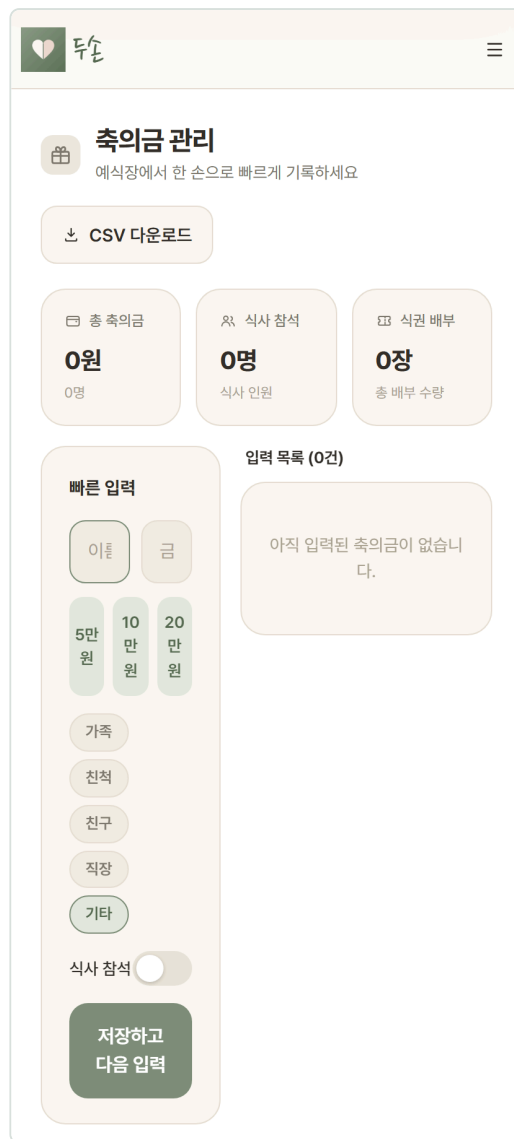 두손
축의금 관리
예식장에서 한 손으로 빠르게 기록하세요
CSV 다운로드
총 축의금
0원
0명
식사 참석
0명
식사 인원
식권 배부
0장
총 배부 수량
빠른 입력
금
5만
원
10
만
원
20
만
원
가족
친척
친구
직장
기타
식사 참석
저장하고
다음 입력
입력 목록 (0건)
아직 입력된 축의금이 없습니
다.